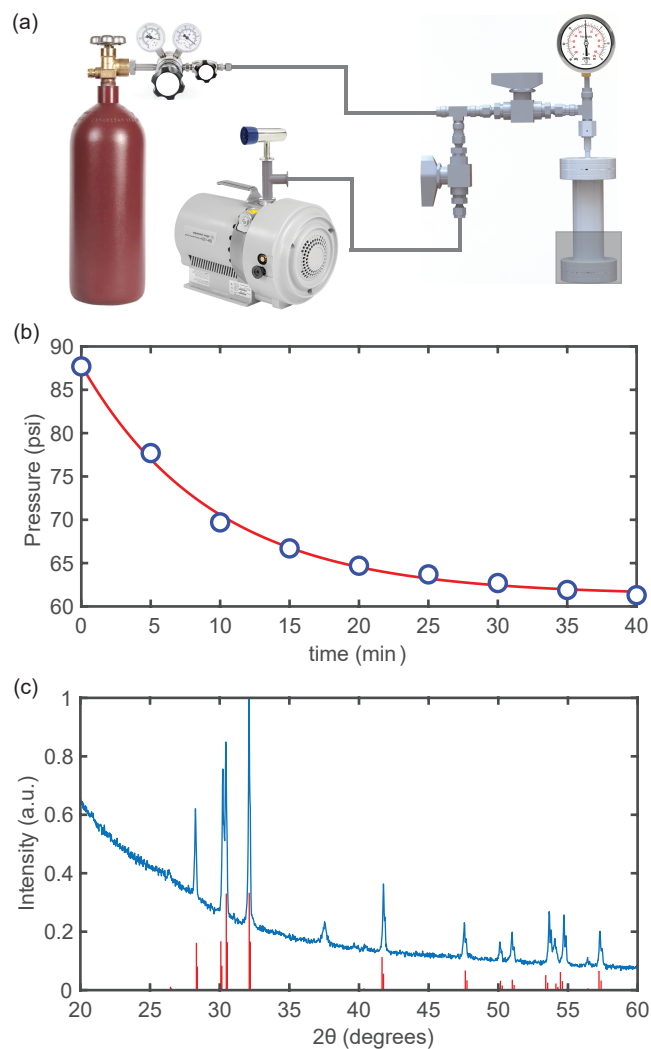 (a)
(b)
90
85
80
75
70
65
60
Pressure (psi)
0 5 10 15 20 25 30 35 40
time (min)
(c)
1
0.8
0.6
0.4
0.2
0
Intensity (a.u.)
20 25 30 35 40 45 50 55 60
2θ (degrees)